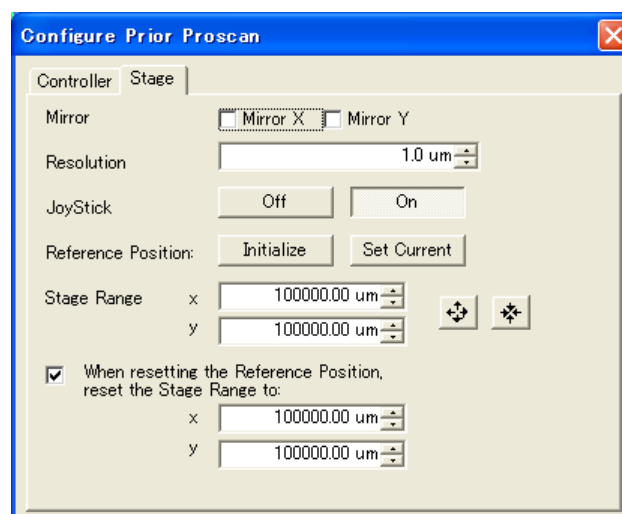 Configure Prior Proscan
Controller Stage
Mirror Mirror X Mirror Y
Resolution 1.0 um
JoyStick Off On
Reference Position: Initialize Set Current
Stage Range x 100000.00 um
y 100000.00 um
When resetting the Reference Position,
reset the Stage Range to:
x 100000.00 um
y 100000.00 um